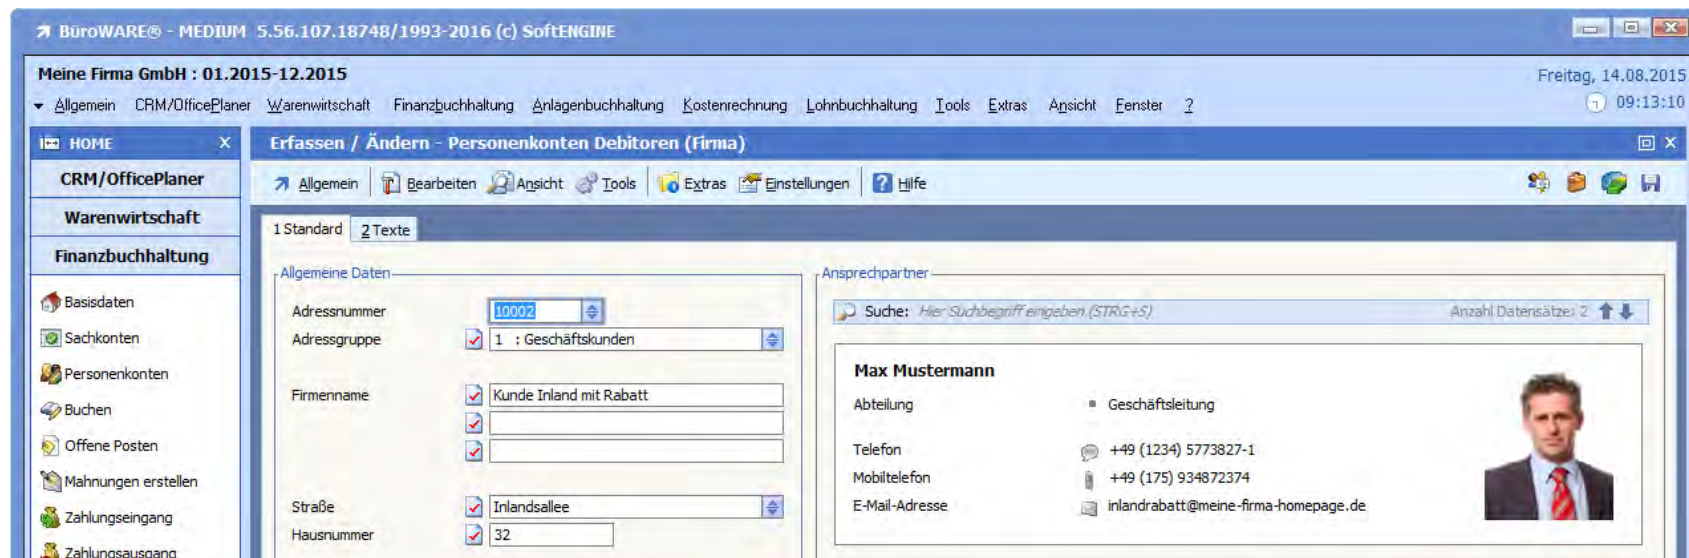 BüroWARE® - MEDIUM 5.56.107.18748/1993-2016 (c) SoftENGINE
Meine Firma GmbH : 01.2015-12.2015
Freitag, 14.08.2015
Allgemein CRM/OfficePlaner Warenwirtschaft Finanzbuchhaltung Anlagenbuchhaltung Kostenrechnung Lohnbuchhaltung Tools Extras Ansicht Fenster ?
09:13:10
HOME X
Erfassen / Ändern - Personenkonten Debitoren (Firma)
CRM/OfficePlaner
Warenwirtschaft
Finanzbuchhaltung
Basisdaten
Sachkonten
Personenkonten
Buchen
Offene Posten
Mahnungen erstellen
Zahlungseingang
Zahlungsausgang
Allgemein Bearbeiten Ansicht Tools Extras Einstellungen Hilfe
1 Standard 2 Texte
Allgemeine Daten
Adressnummer 10002
Adressgruppe 1 : Geschäftskunden
Firmenname Kunde Inland mit Rabatt
Straße Inlandsallee
Hausnummer 32
Ansprechpartner
Suche: Hier Suchbegriff eingeben (STRG+S) Anzahl Datensätze: 2
Max Mustermann
Abteilung Geschäftsleitung
Telefon +49 (1234) 5773827-1
Mobiltelefon +49 (175) 934872374
E-Mail-Adresse inlandrabatt@meine-firma-homepage.de